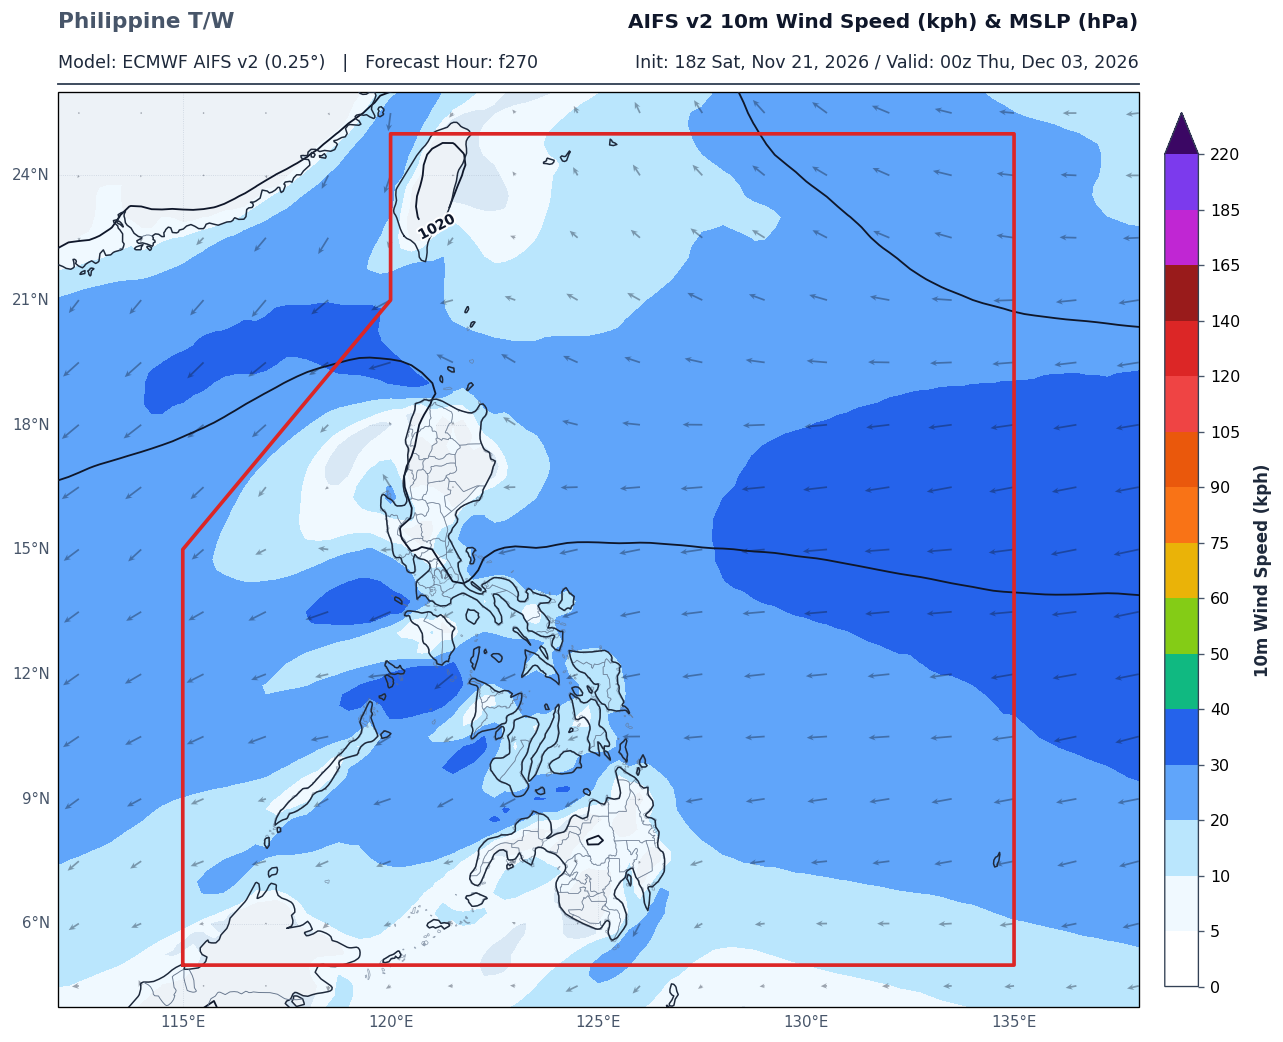 Philippine T/W
AIFS v2 10m Wind Speed (kph) & MSLP (hPa)
Model: ECMWF AIFS v2 (0.25°) | Forecast Hour: f270
Init: 18z Sat, Nov 21, 2026 / Valid: 00z Thu, Dec 03, 2026
24°N
21°N
18°N
15°N
12°N
9°N
6°N
1020
115°E
120°E
125°E
130°E
135°E
220
185
165
140
120
105
90
75
60
50
40
30
20
10
5
0
10m Wind Speed (kph)